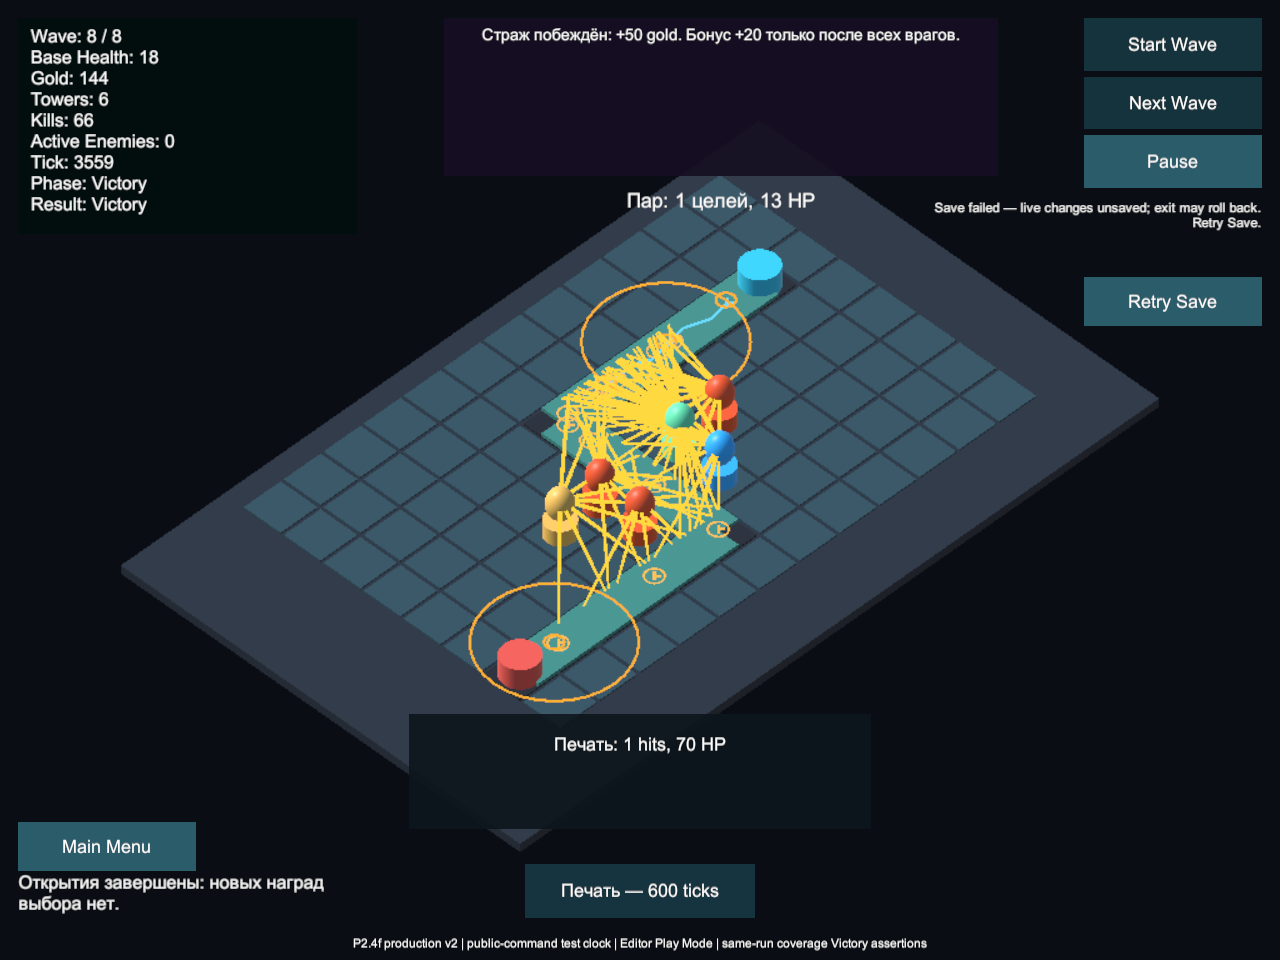 Wave: 8 / 8
Base Health: 18
Gold: 144
Towers: 6
Kills: 66
Active Enemies: 0
Tick: 3559
Phase: Victory
Result: Victory
Страж побеждён: +50 gold. Бонус +20 только после всех врагов.
Start Wave
Next Wave
Pause
Save failed — live changes unsaved; exit may roll back.
Retry Save.
Retry Save
Пар: 1 целей, 13 HP
Печать: 1 hits, 70 HP
Main Menu
Открытия завершены: новых наград
выбора нет.
Печать — 600 ticks
P2.4f production v2 | public-command test clock | Editor Play Mode | same-run coverage Victory assertions